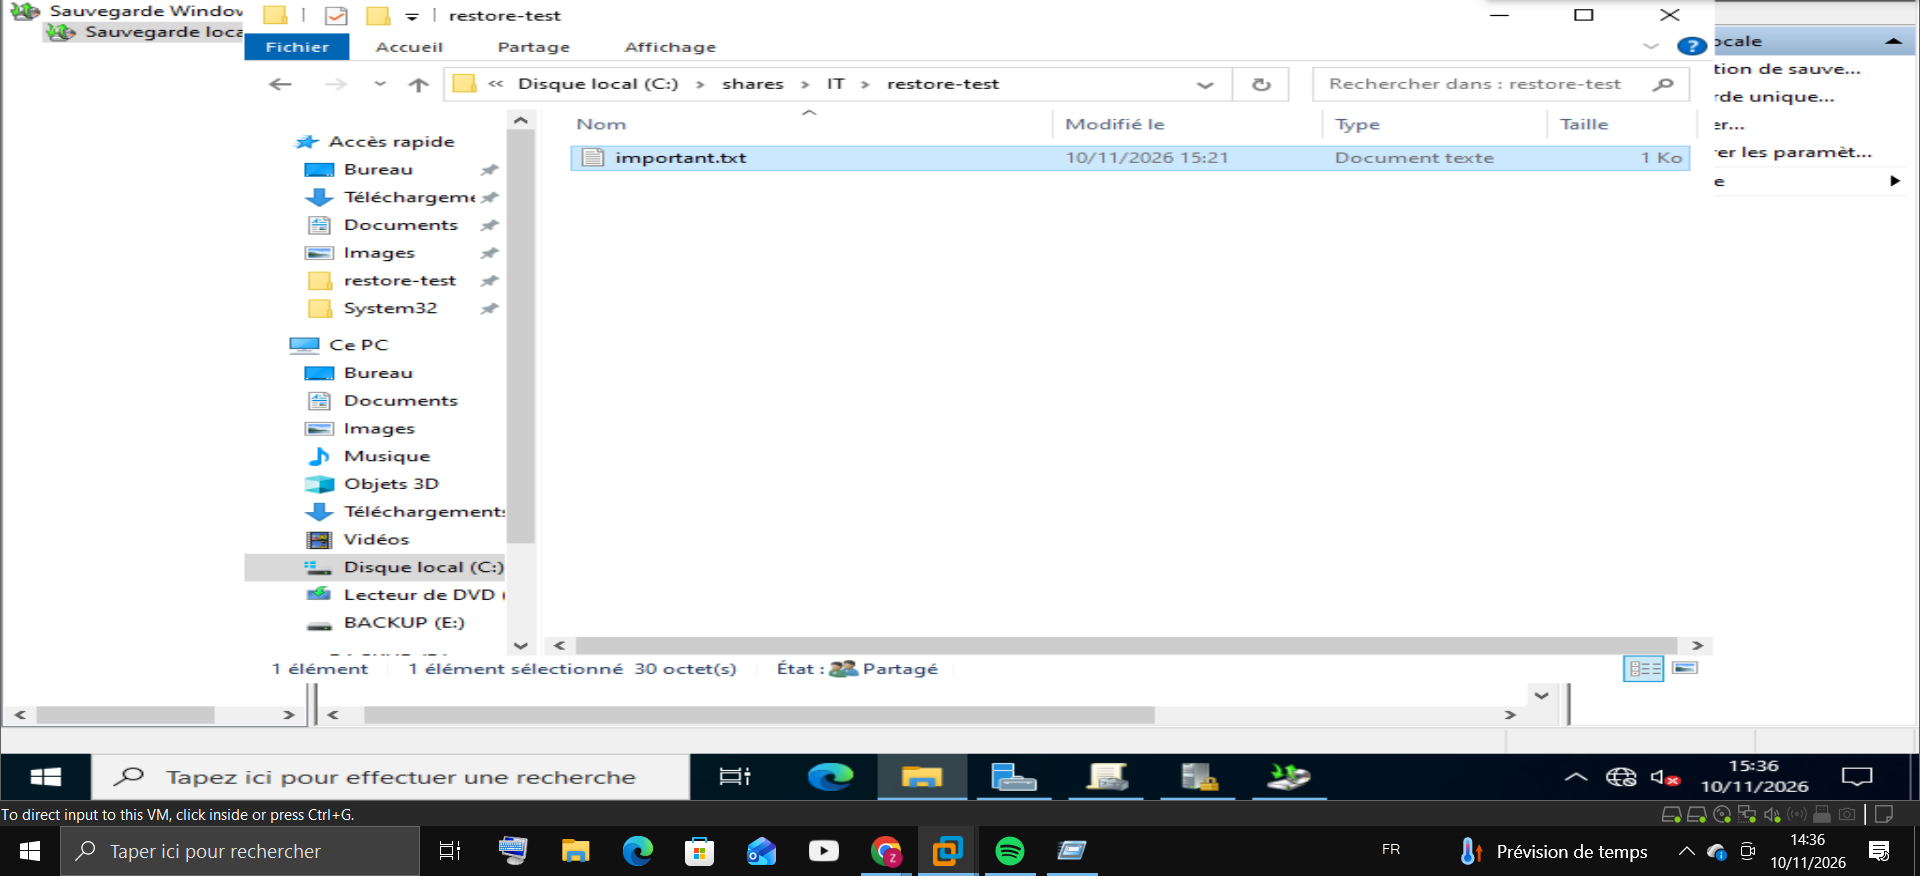 Sauvegarde Window
Sauvegarde loca
restore-test
Fichier
Accueil
Partage
Affichage
?
« Disque local (C:) > shares > IT > restore-test
Rechercher dans : restore-test
Accès rapide
Bureau
Téléchargeme
Documents
Images
restore-test
System32
Ce PC
Bureau
Documents
Images
Musique
Objets 3D
Téléchargements
Vidéos
Disque local (C:)
Lecteur de DVD (
BACKUP (E:)
Nom
Modifié le
Type
Taille
important.txt
10/11/2026 15:21
Document texte
1 Ko
1 élément
1 élément sélectionné 30 octet(s)
État : Partagé
ocale
tion de sauve...
rde unique...
er...
rer les paramèt...
e
Tapez ici pour effectuer une recherche
15:36
10/11/2026
To direct input to this VM, click inside or press Ctrl+G.
Taper ici pour rechercher
Z
FR
Prévision de temps
14:36
10/11/2026